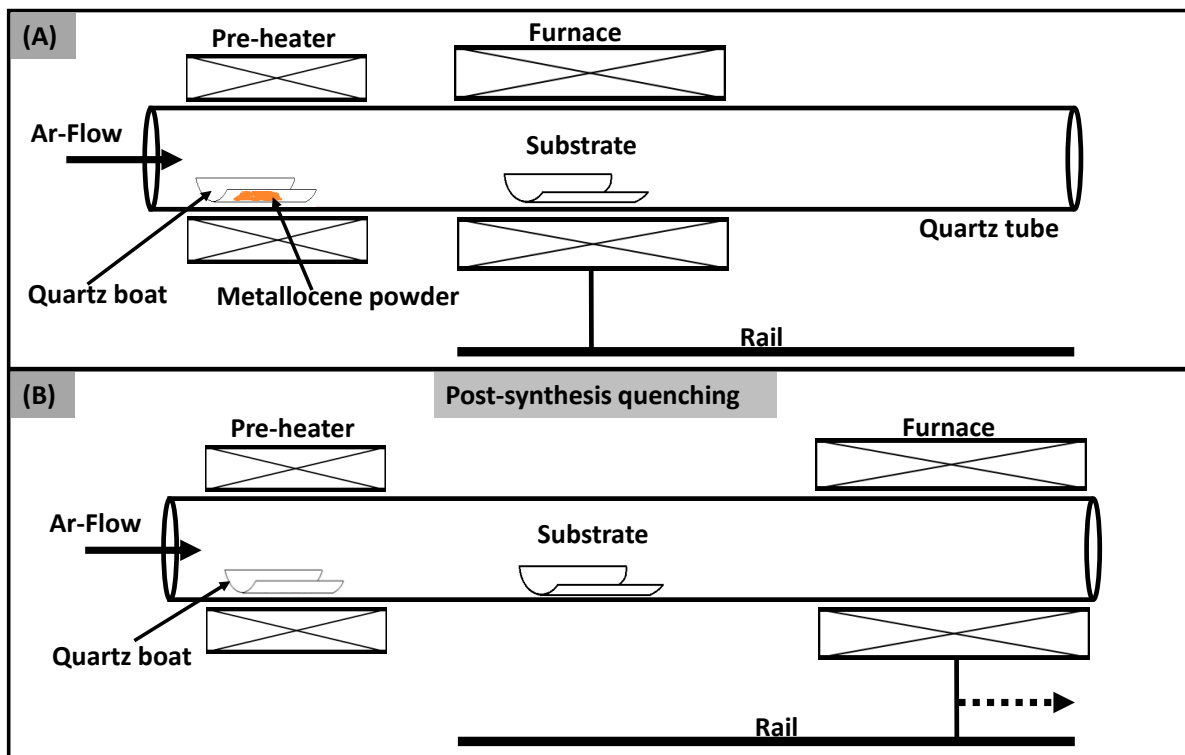 (A)
Pre-heater
Furnace
Ar-Flow
Substrate
Quartz tube
Quartz boat
Metallocene powder
Rail
(B)
Post-synthesis quenching
Pre-heater
Furnace
Ar-Flow
Substrate
Quartz boat
Rail